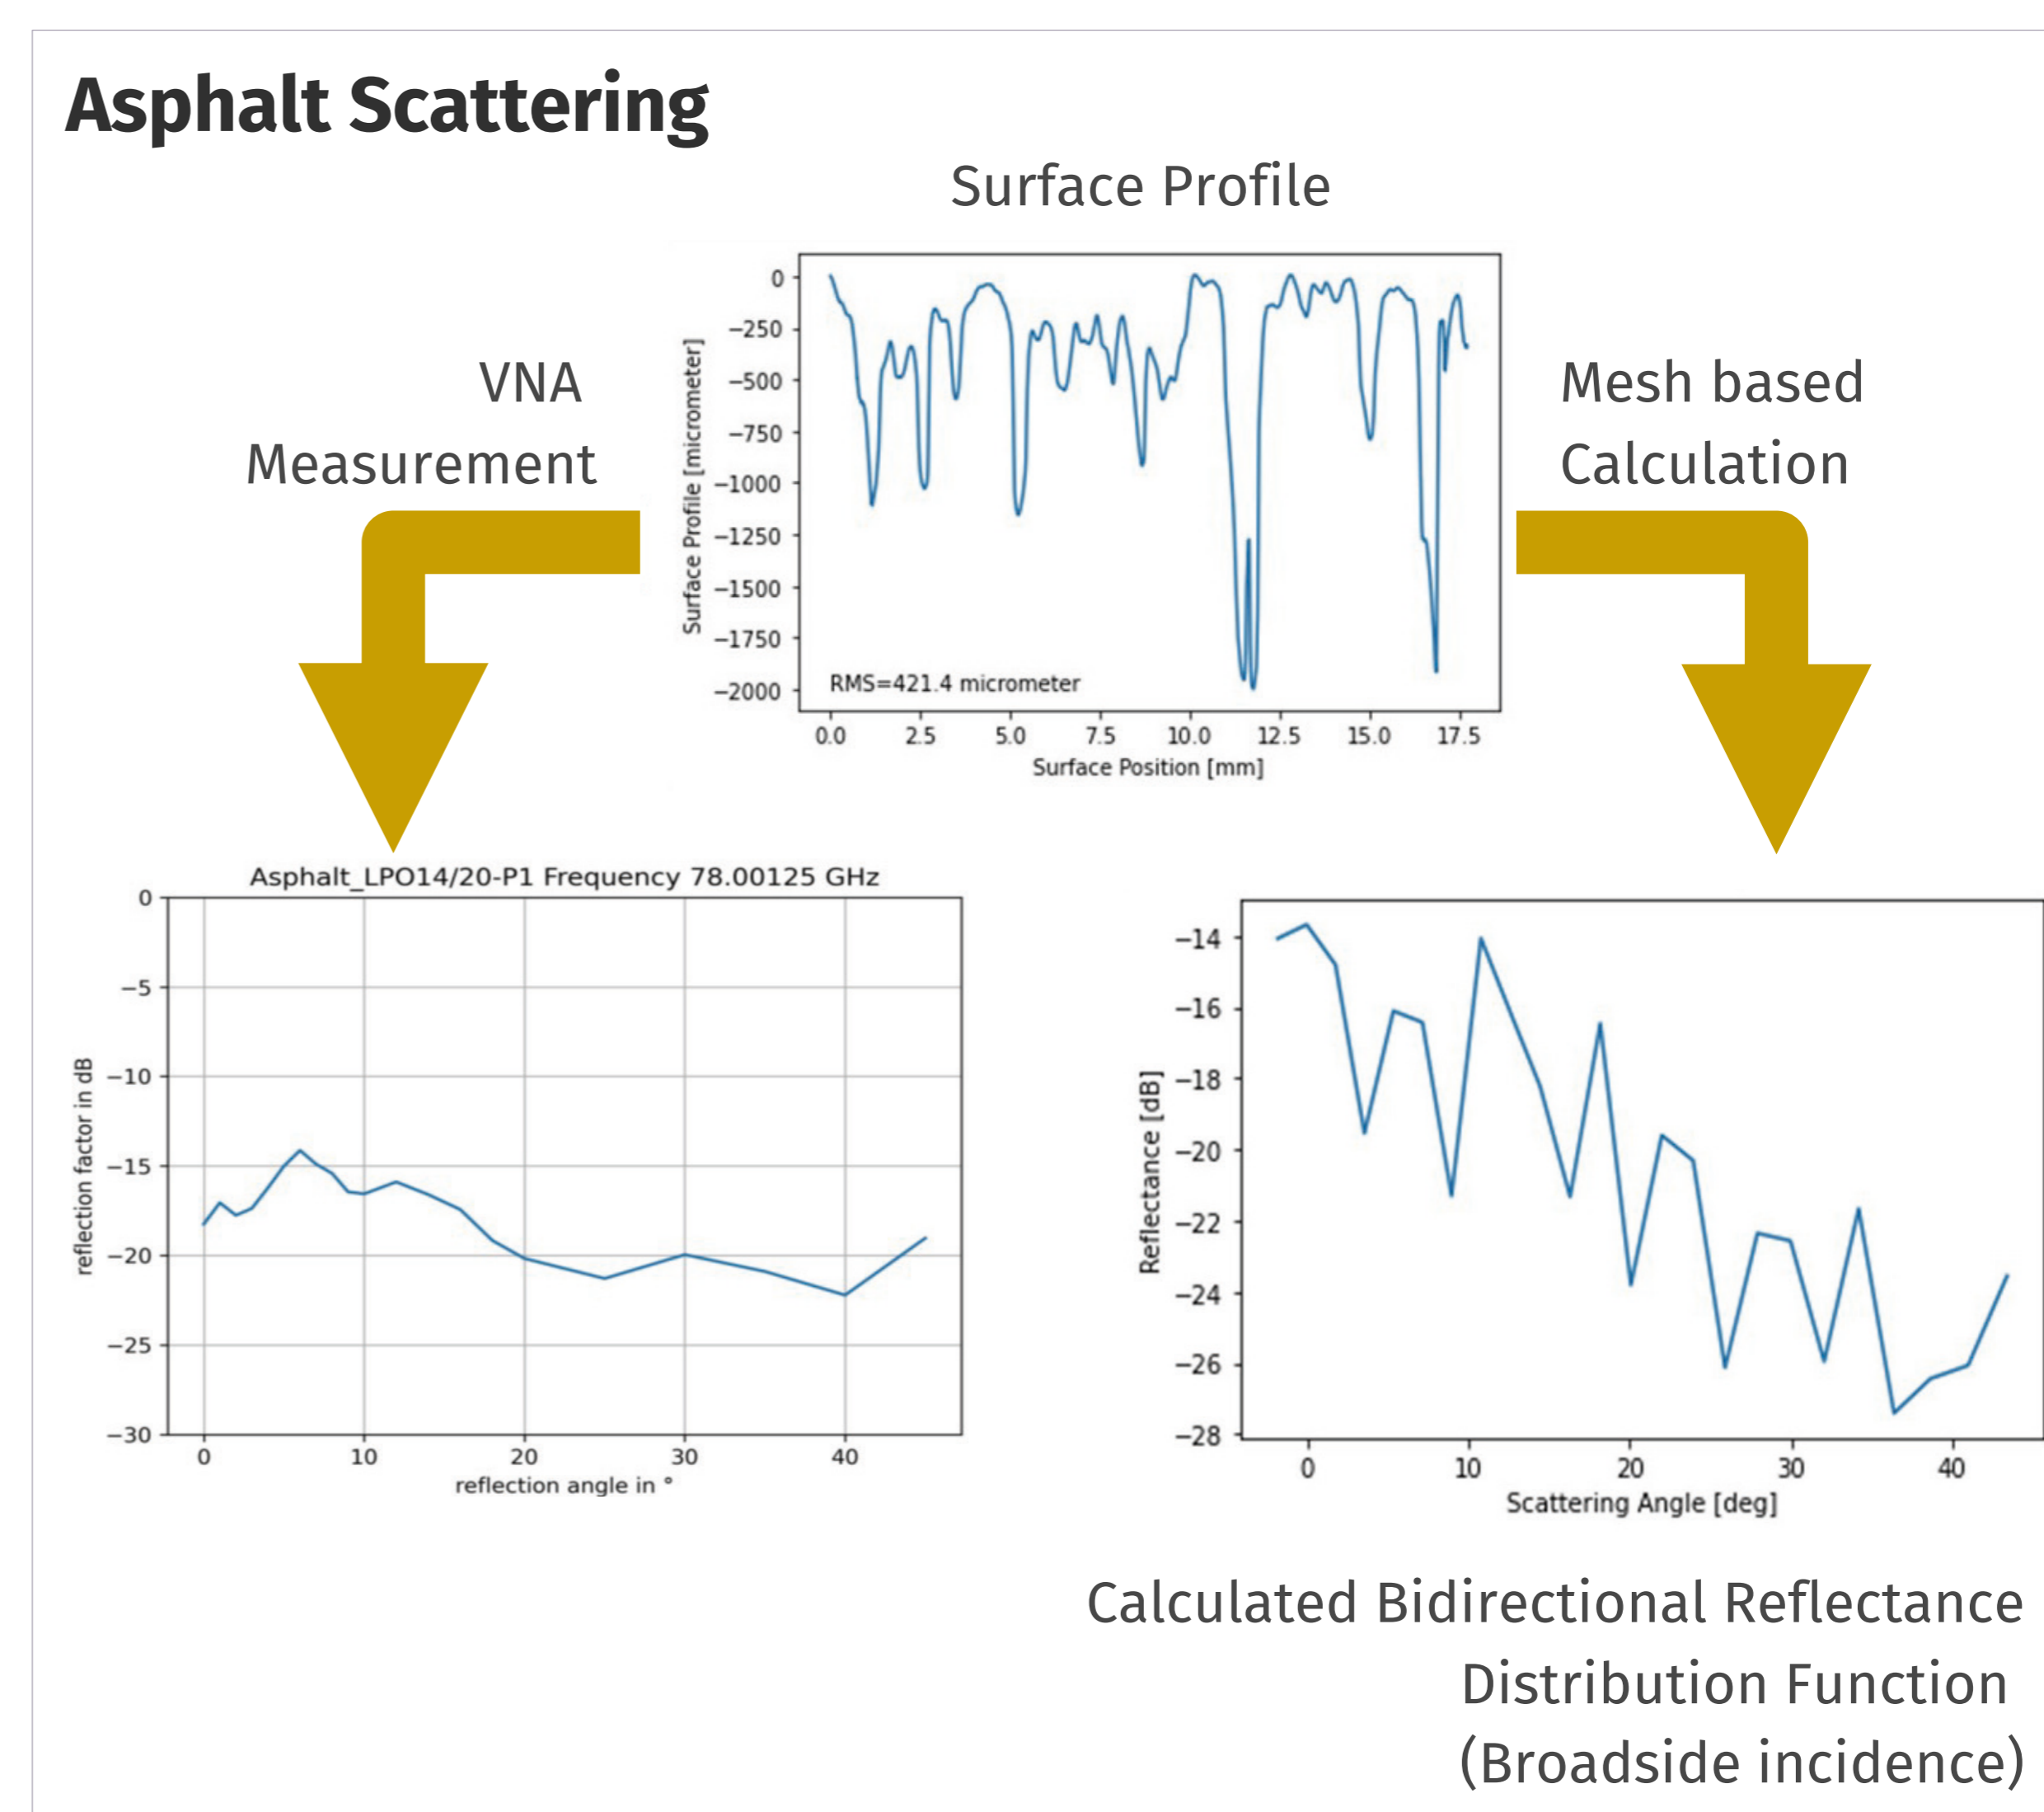 Asphalt Scattering
Surface Profile
VNA
Measurement
Mesh based
Calculation
Surface Profile [micrometer]
0
−250
−500
−750
−1000
−1250
−1500
−1750
−2000
RMS=421.4 micrometer
0.0 2.5 5.0 7.5 10.0 12.5 15.0 17.5
Surface Position [mm]
Asphalt_LPO14/20-P1 Frequency 78.00125 GHz
reflection factor in dB
0
−5
−10
−15
−20
−25
−30
0 10 20 30 40
reflection angle in °
Reflectance [dB]
−14
−16
−18
−20
−22
−24
−26
−28
0 10 20 30 40
Scattering Angle [deg]
Calculated Bidirectional Reflectance
Distribution Function
(Broadside incidence)